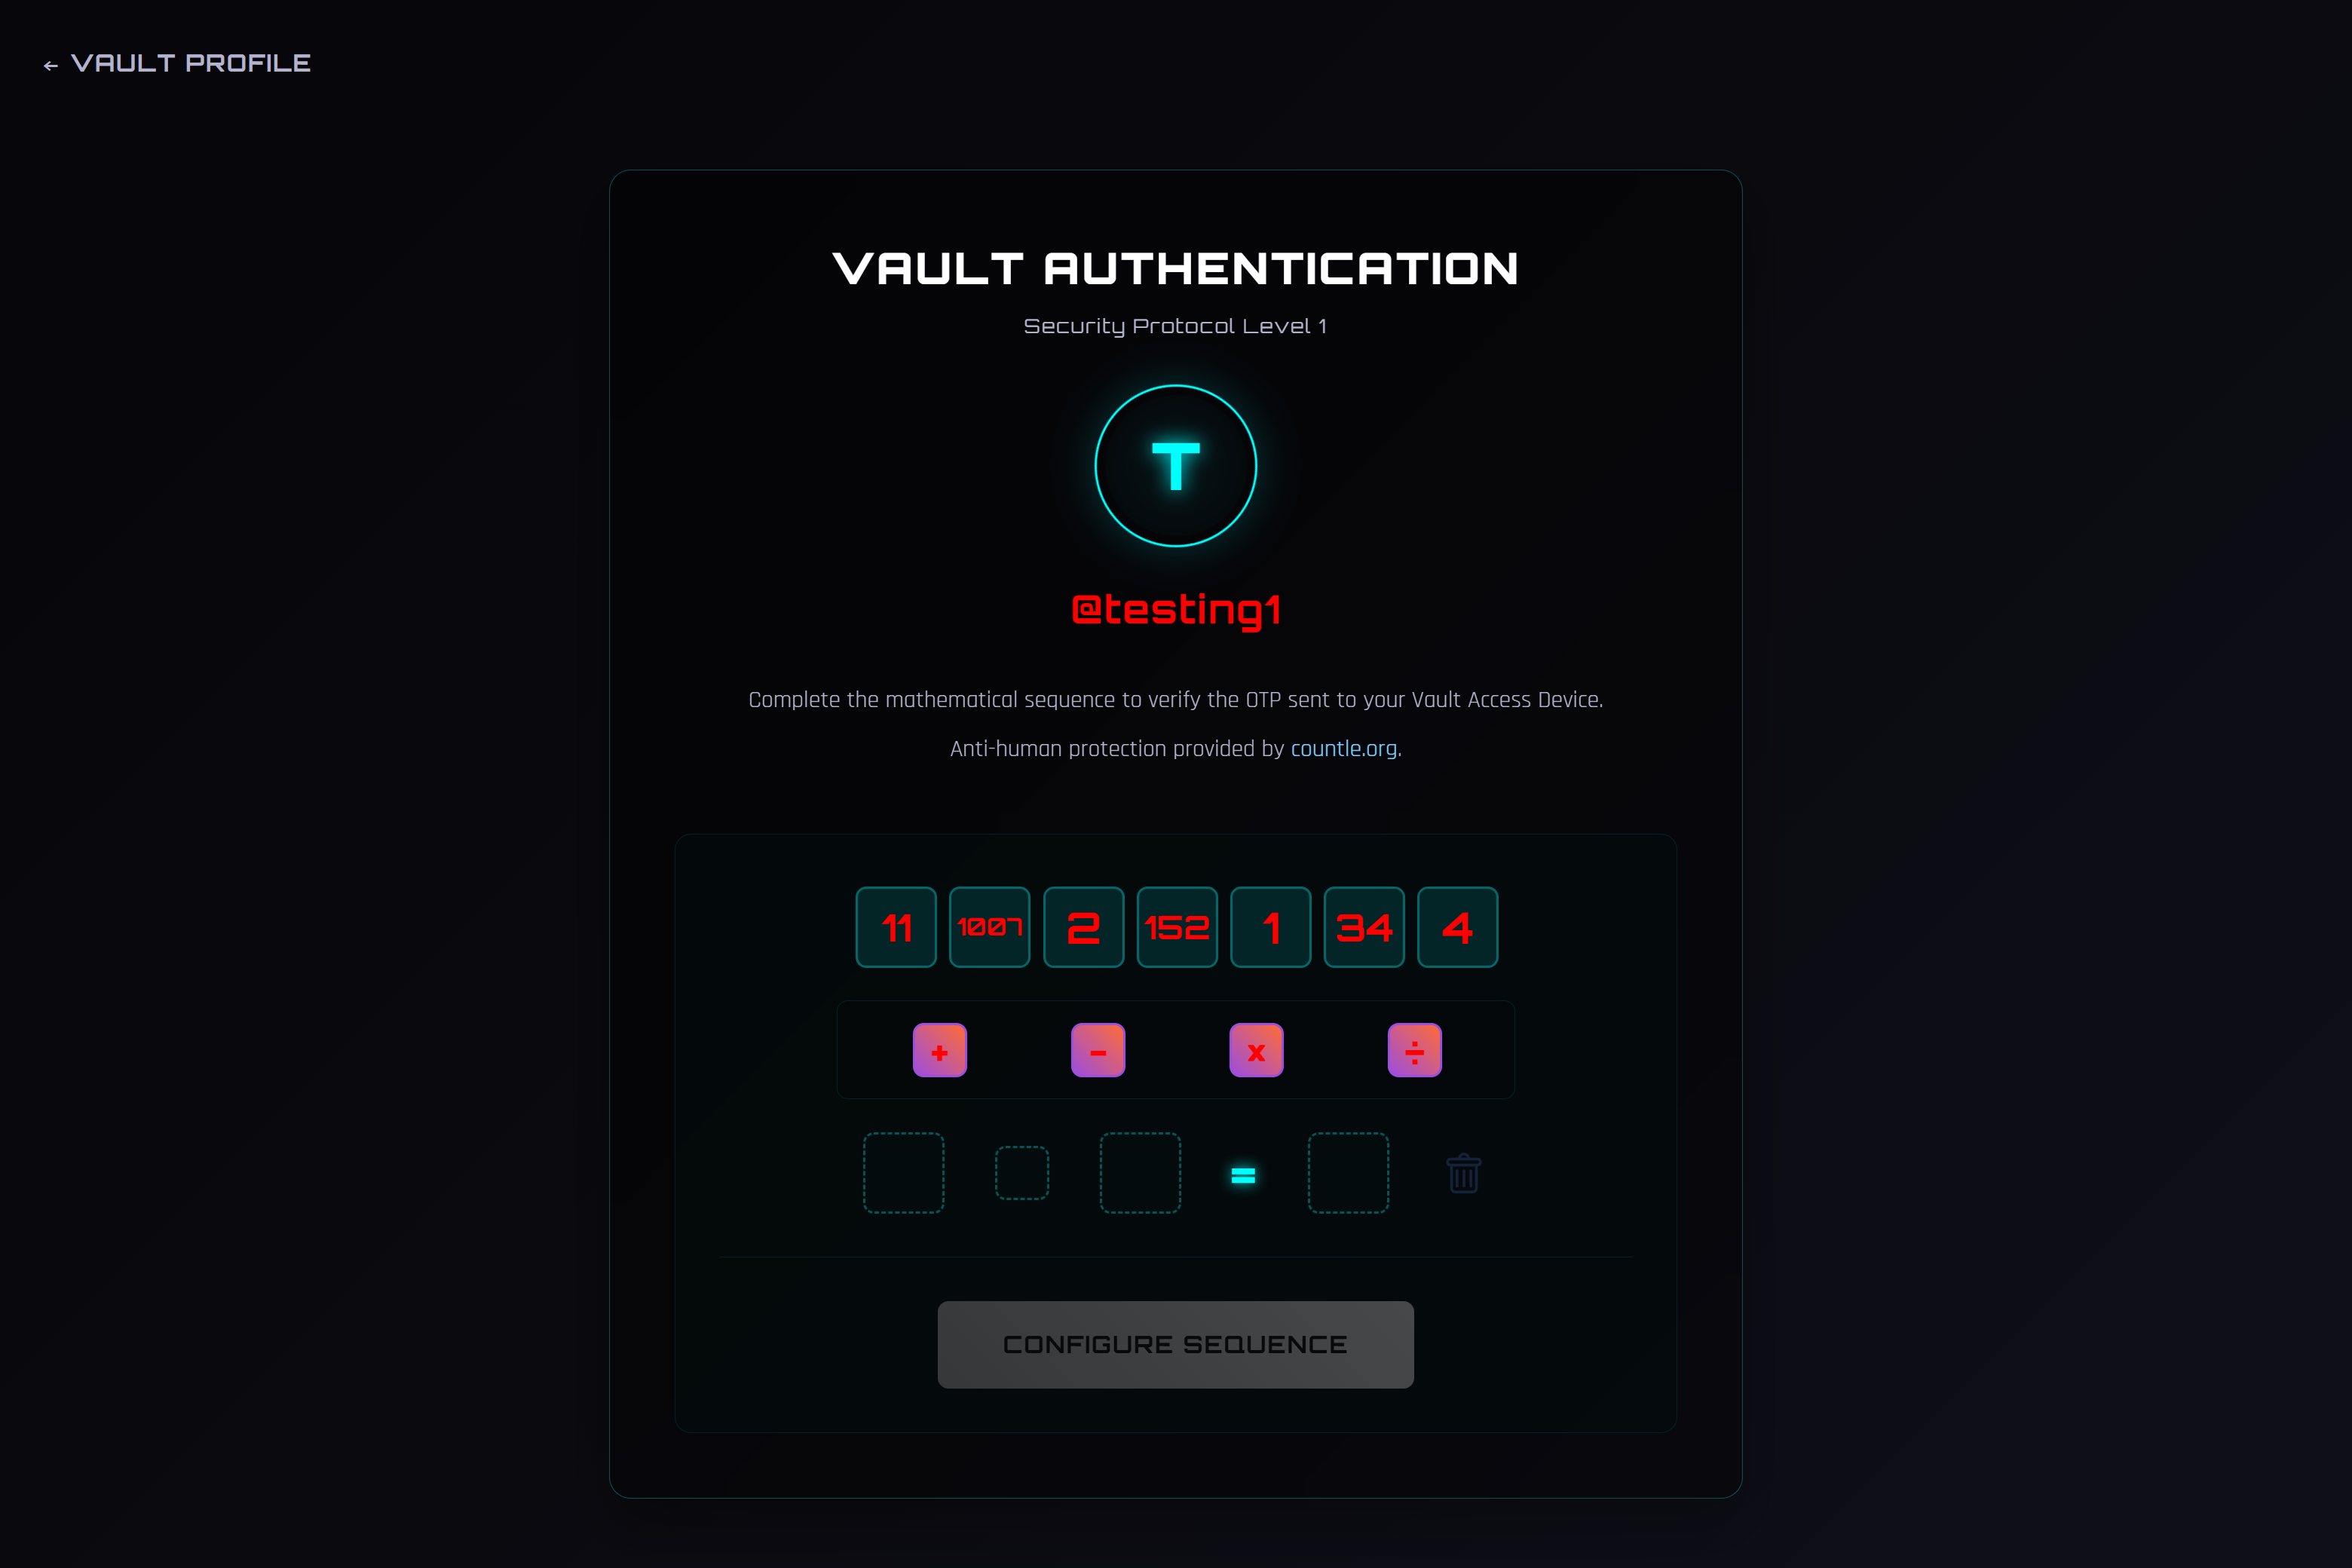 ← VAULT PROFILE
VAULT AUTHENTICATION
Security Protocol Level 1
T
@testing1
Complete the mathematical sequence to verify the OTP sent to your Vault Access Device.
Anti-human protection provided by countle.org.
11 1007 2 152 1 34 4
+ - x ÷
=
CONFIGURE SEQUENCE